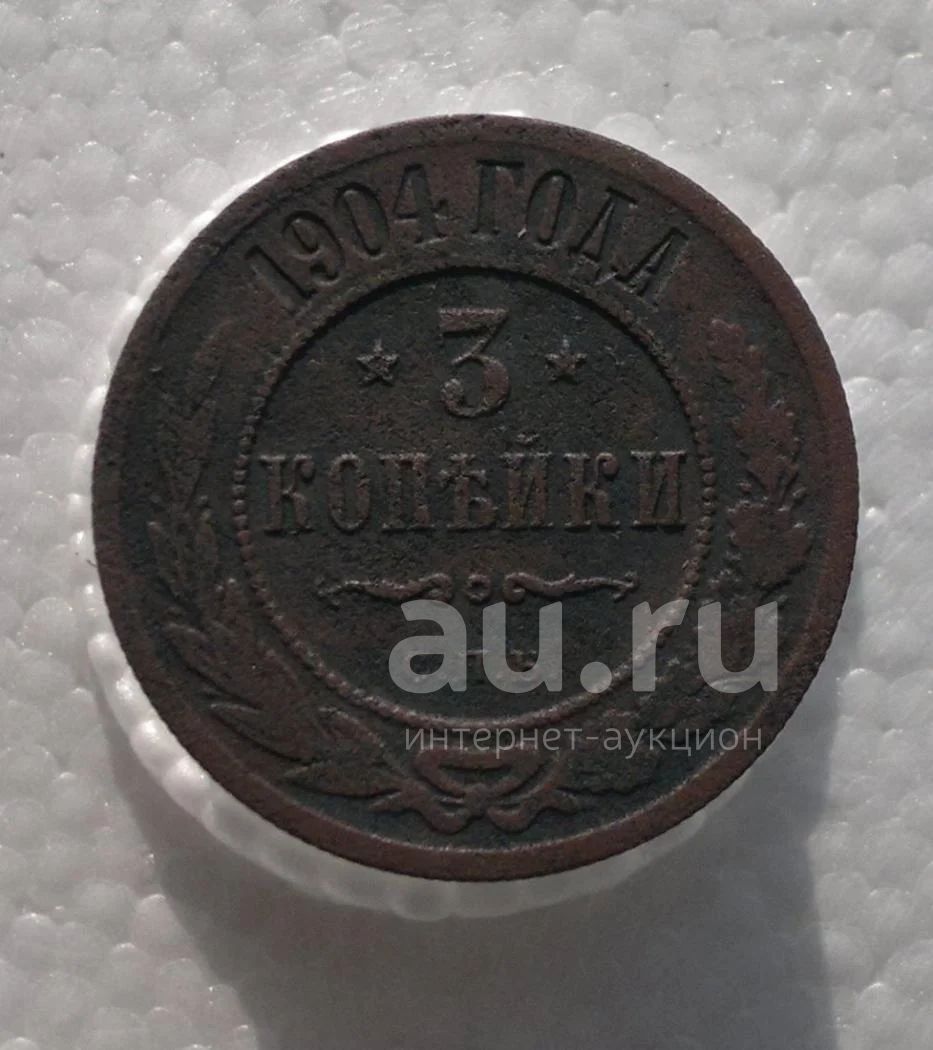 1904 ГОДА
3
КОПѢЙКИ
au.ru
интернет-аукцион